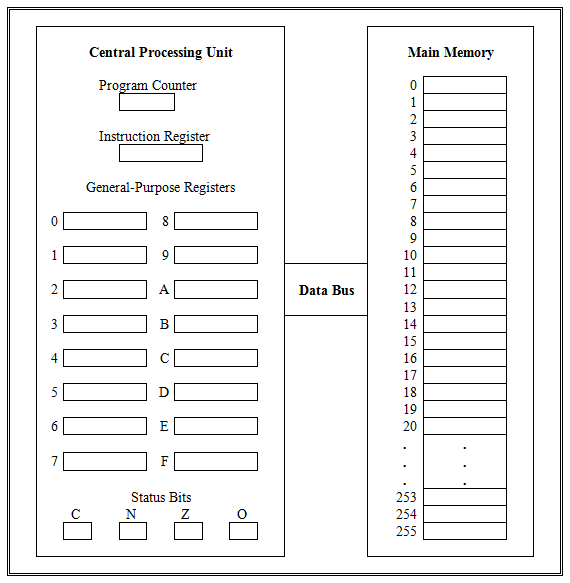 Central Processing Unit
Program Counter
Instruction Register
General-Purpose Registers
0 8
1 9
2 A
3 B
4 C
5 D
6 E
7 F
Status Bits
C N Z O
Data Bus
Main Memory
0
1
2
3
4
5
6
7
8
9
10
11
12
13
14
15
16
17
18
19
20
. .
. .
. .
253
254
255